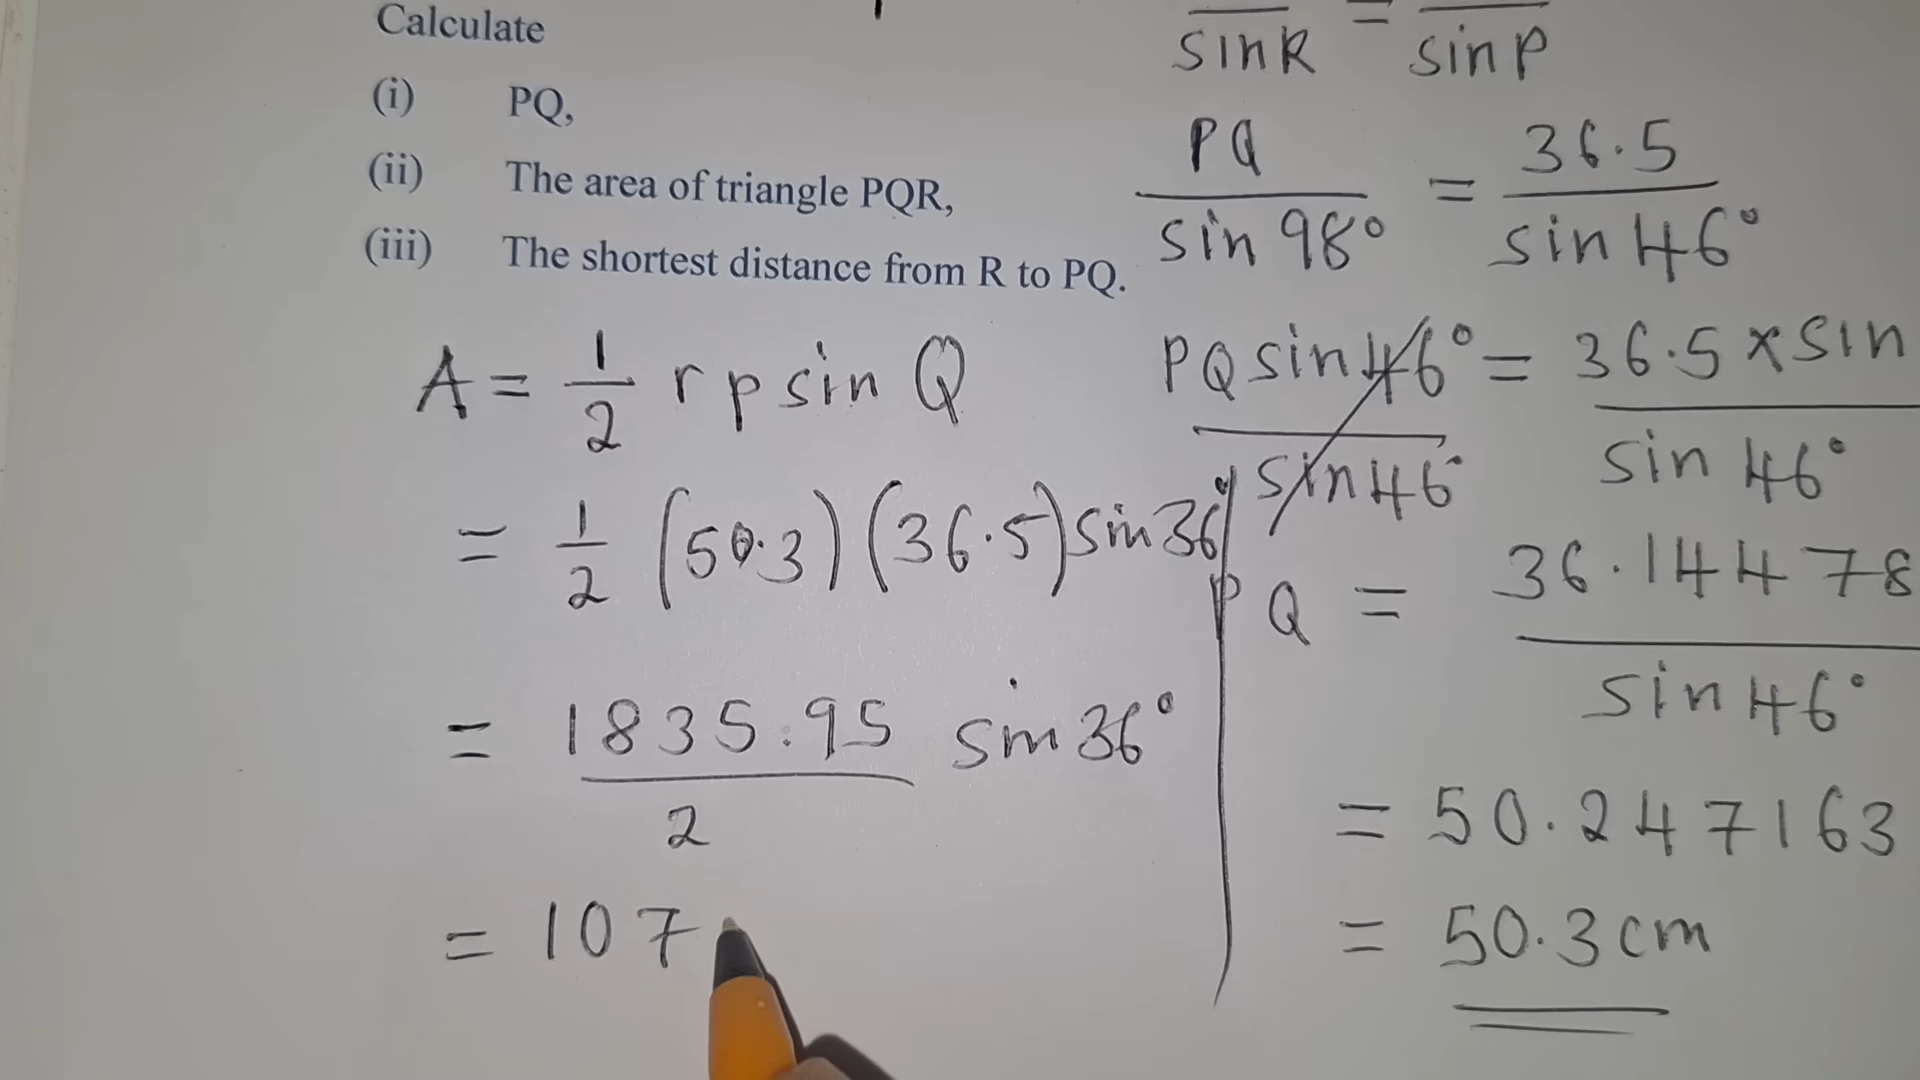 Calculate
(i) PQ,
(ii) The area of triangle PQR,
(iii) The shortest distance from R to PQ.
A = 1/2 r p sin Q
= 1/2 (50.3) (36.5) sin 36°
= 1835.95/2 sin 36°
= 107
/sin R = /sin P
PQ/sin 98° = 36.5/sin 46°
PQ sin 46°/sin 46° = 36.5 x sin/sin 46°
PQ = 36.14478/sin 46°
= 50.247163
= 50.3 cm